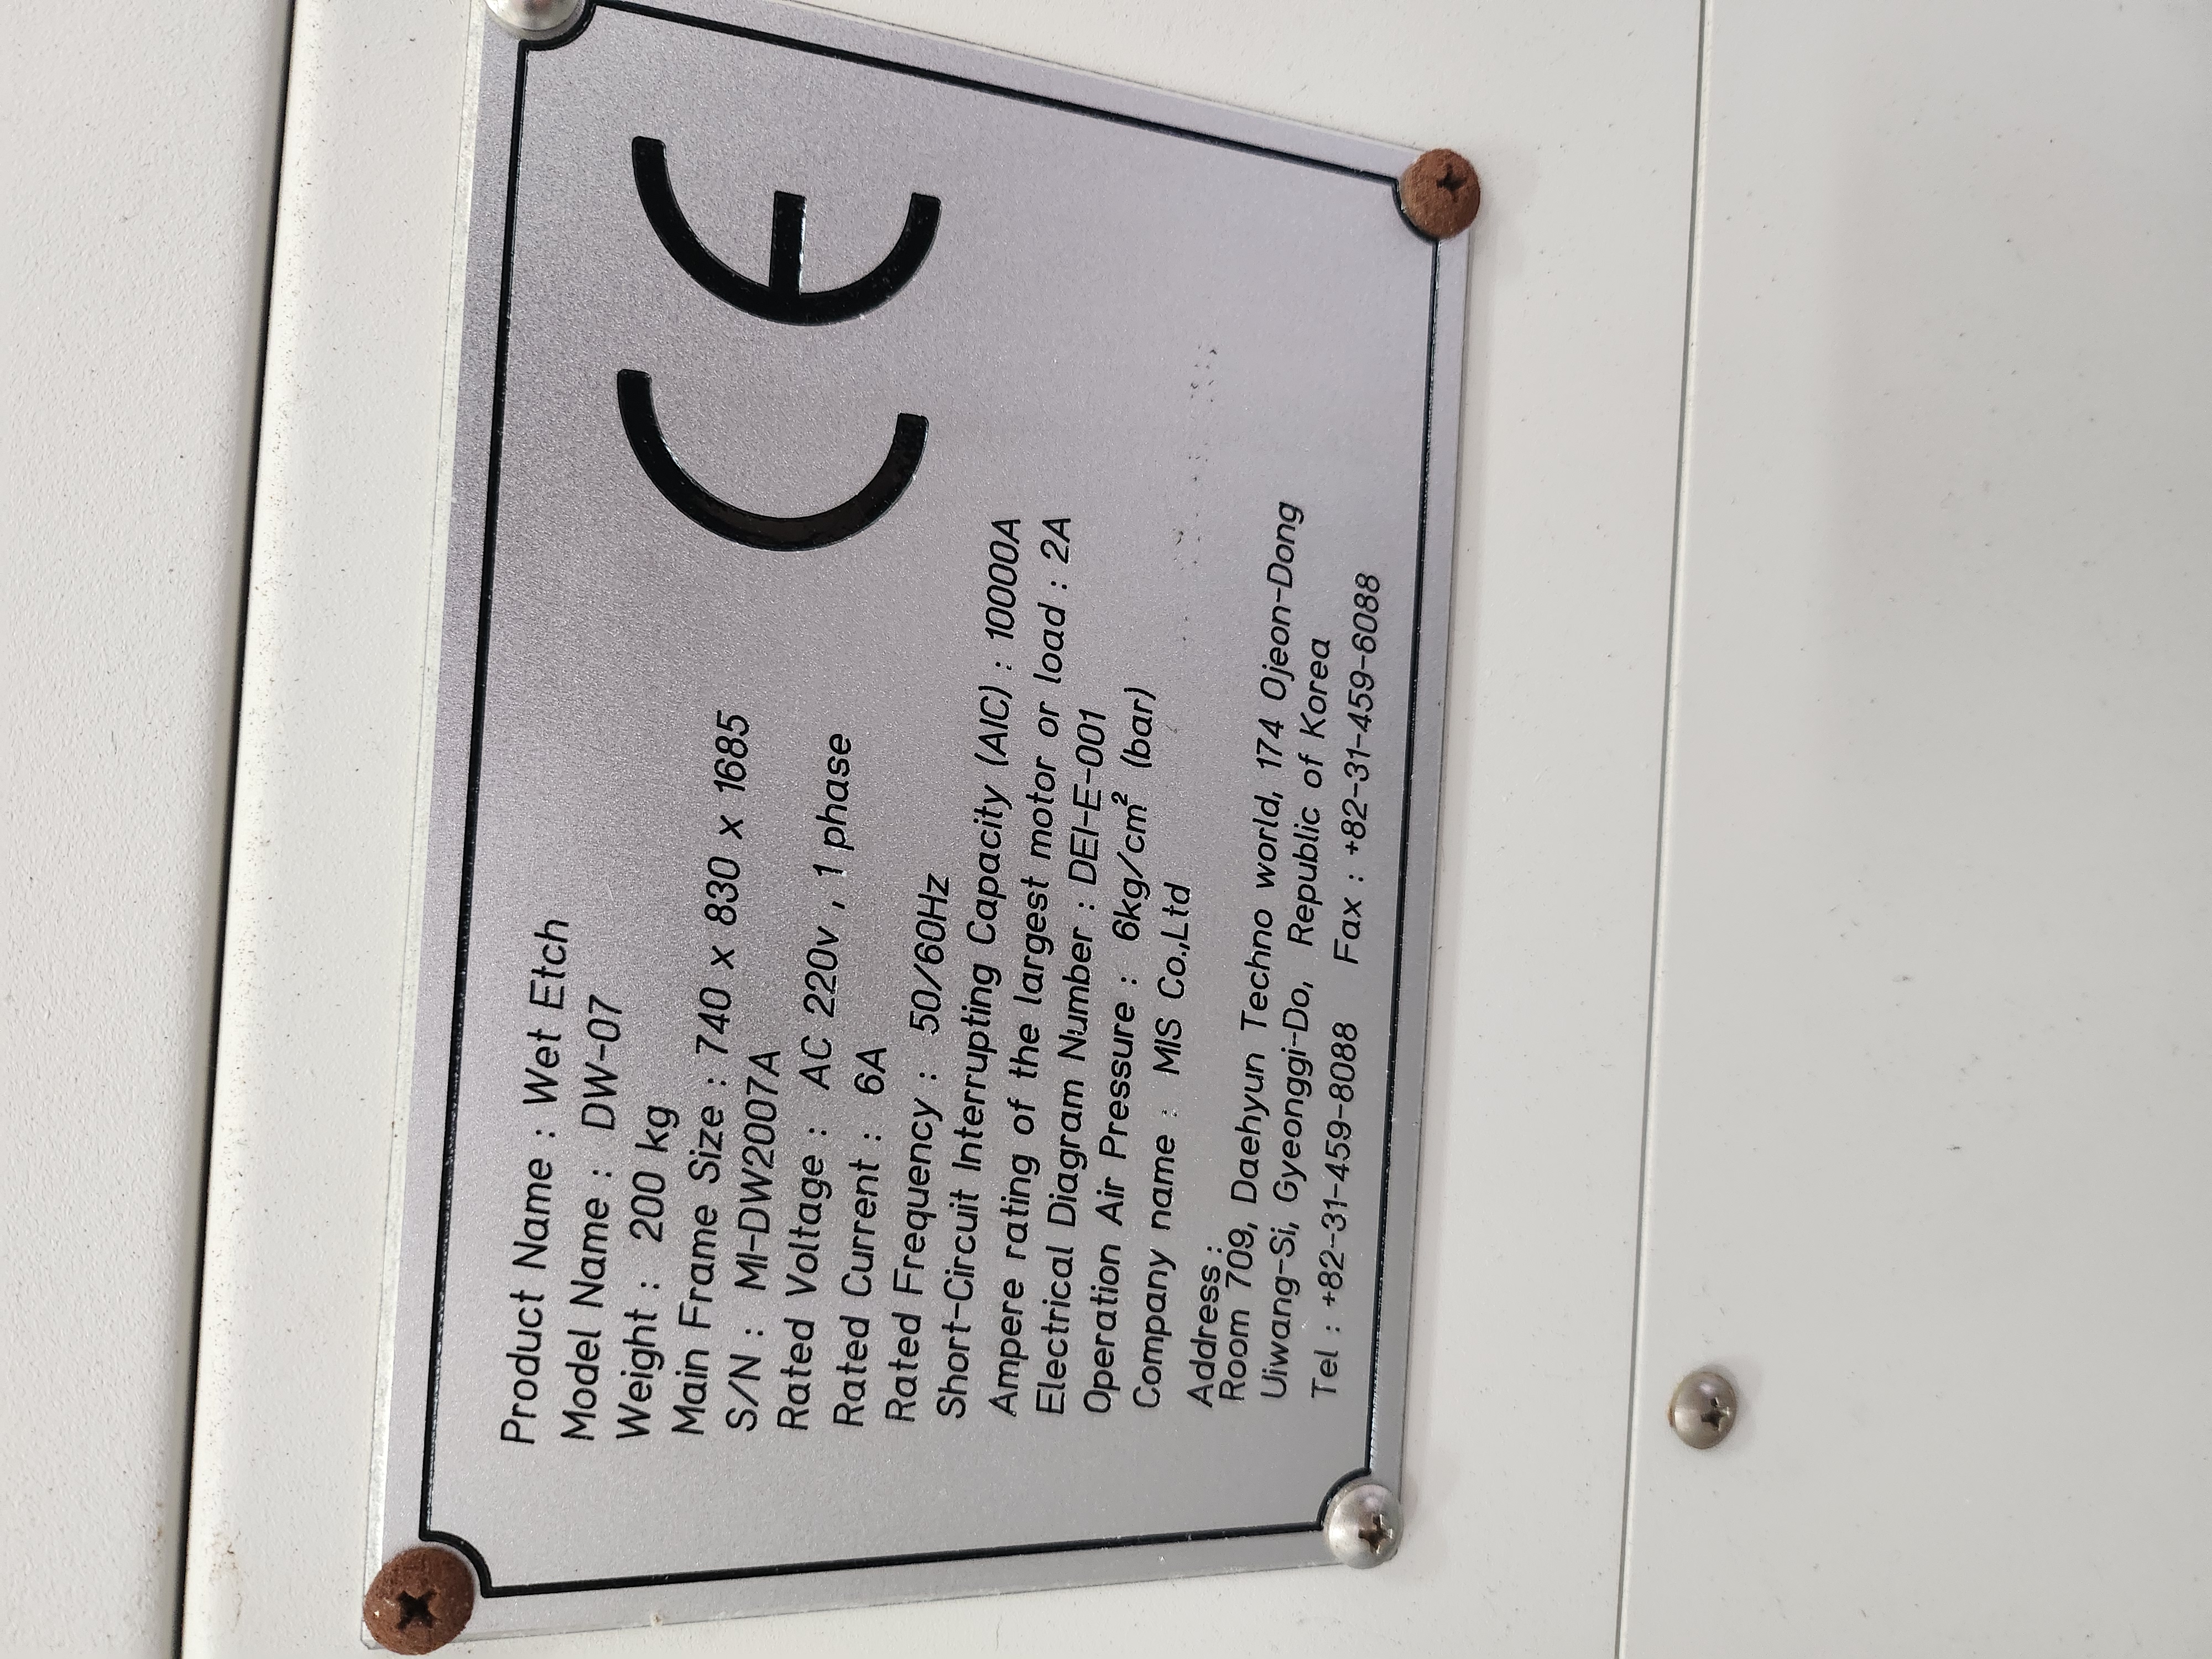 Product Name : Wet Etch
Model Name : DW-07
Weight : 200 kg
Main Frame Size : 740 x 830 x 1685
S/N : MI-DW2007A
Rated Voltage : AC 220v , 1 phase
Rated Current : 6A
Rated Frequency : 50/60Hz
Short-Circuit Interrupting Capacity (AIC) : 10000A
Ampere rating of the largest motor or load : 2A
Electrical Diagram Number : DEI-E-001
Operation Air Pressure : 6kg/cm² (bar)
Company name : MIS Co.,Ltd
Address :
Room 709, Daehyun Techno world, 174 Ojeon-Dong
Uiwang-Si, Gyeonggi-Do, Republic of Korea
Tel : +82-31-459-8088 Fax : +82-31-459-6088
CE